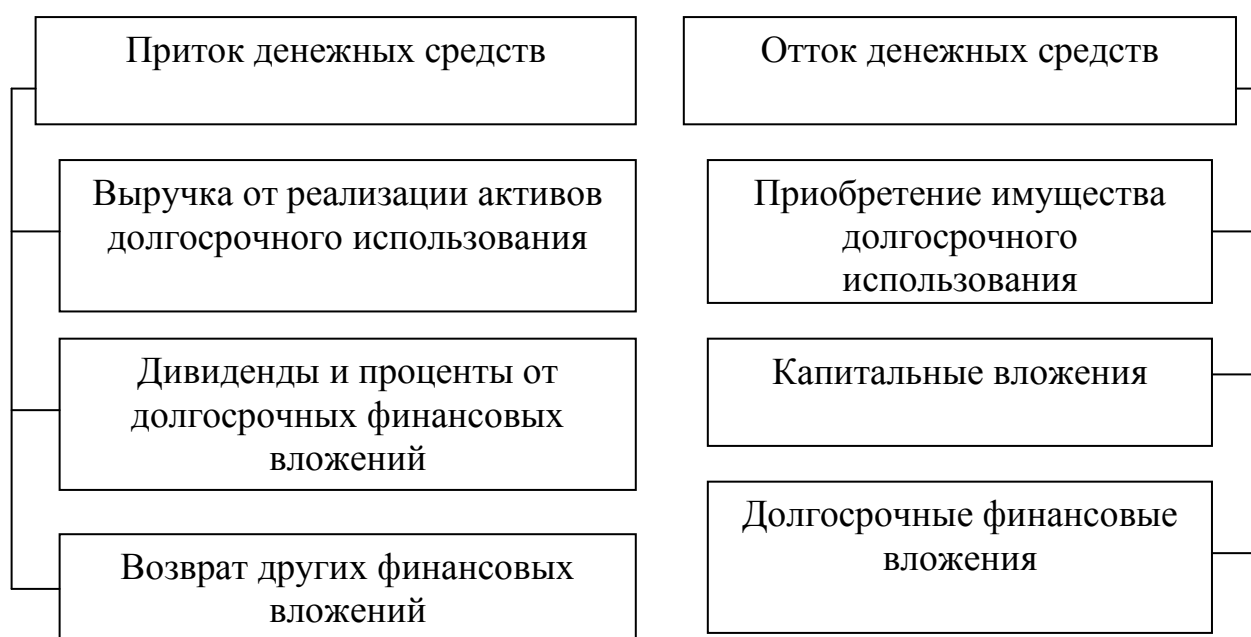 Приток денежных средств
Выручка от реализации активов
долгосрочного использования
Дивиденды и проценты от
долгосрочных финансовых
вложений
Возврат других финансовых
вложений
Отток денежных средств
Приобретение имущества
долгосрочного
использования
Капитальные вложения
Долгосрочные финансовые
вложения